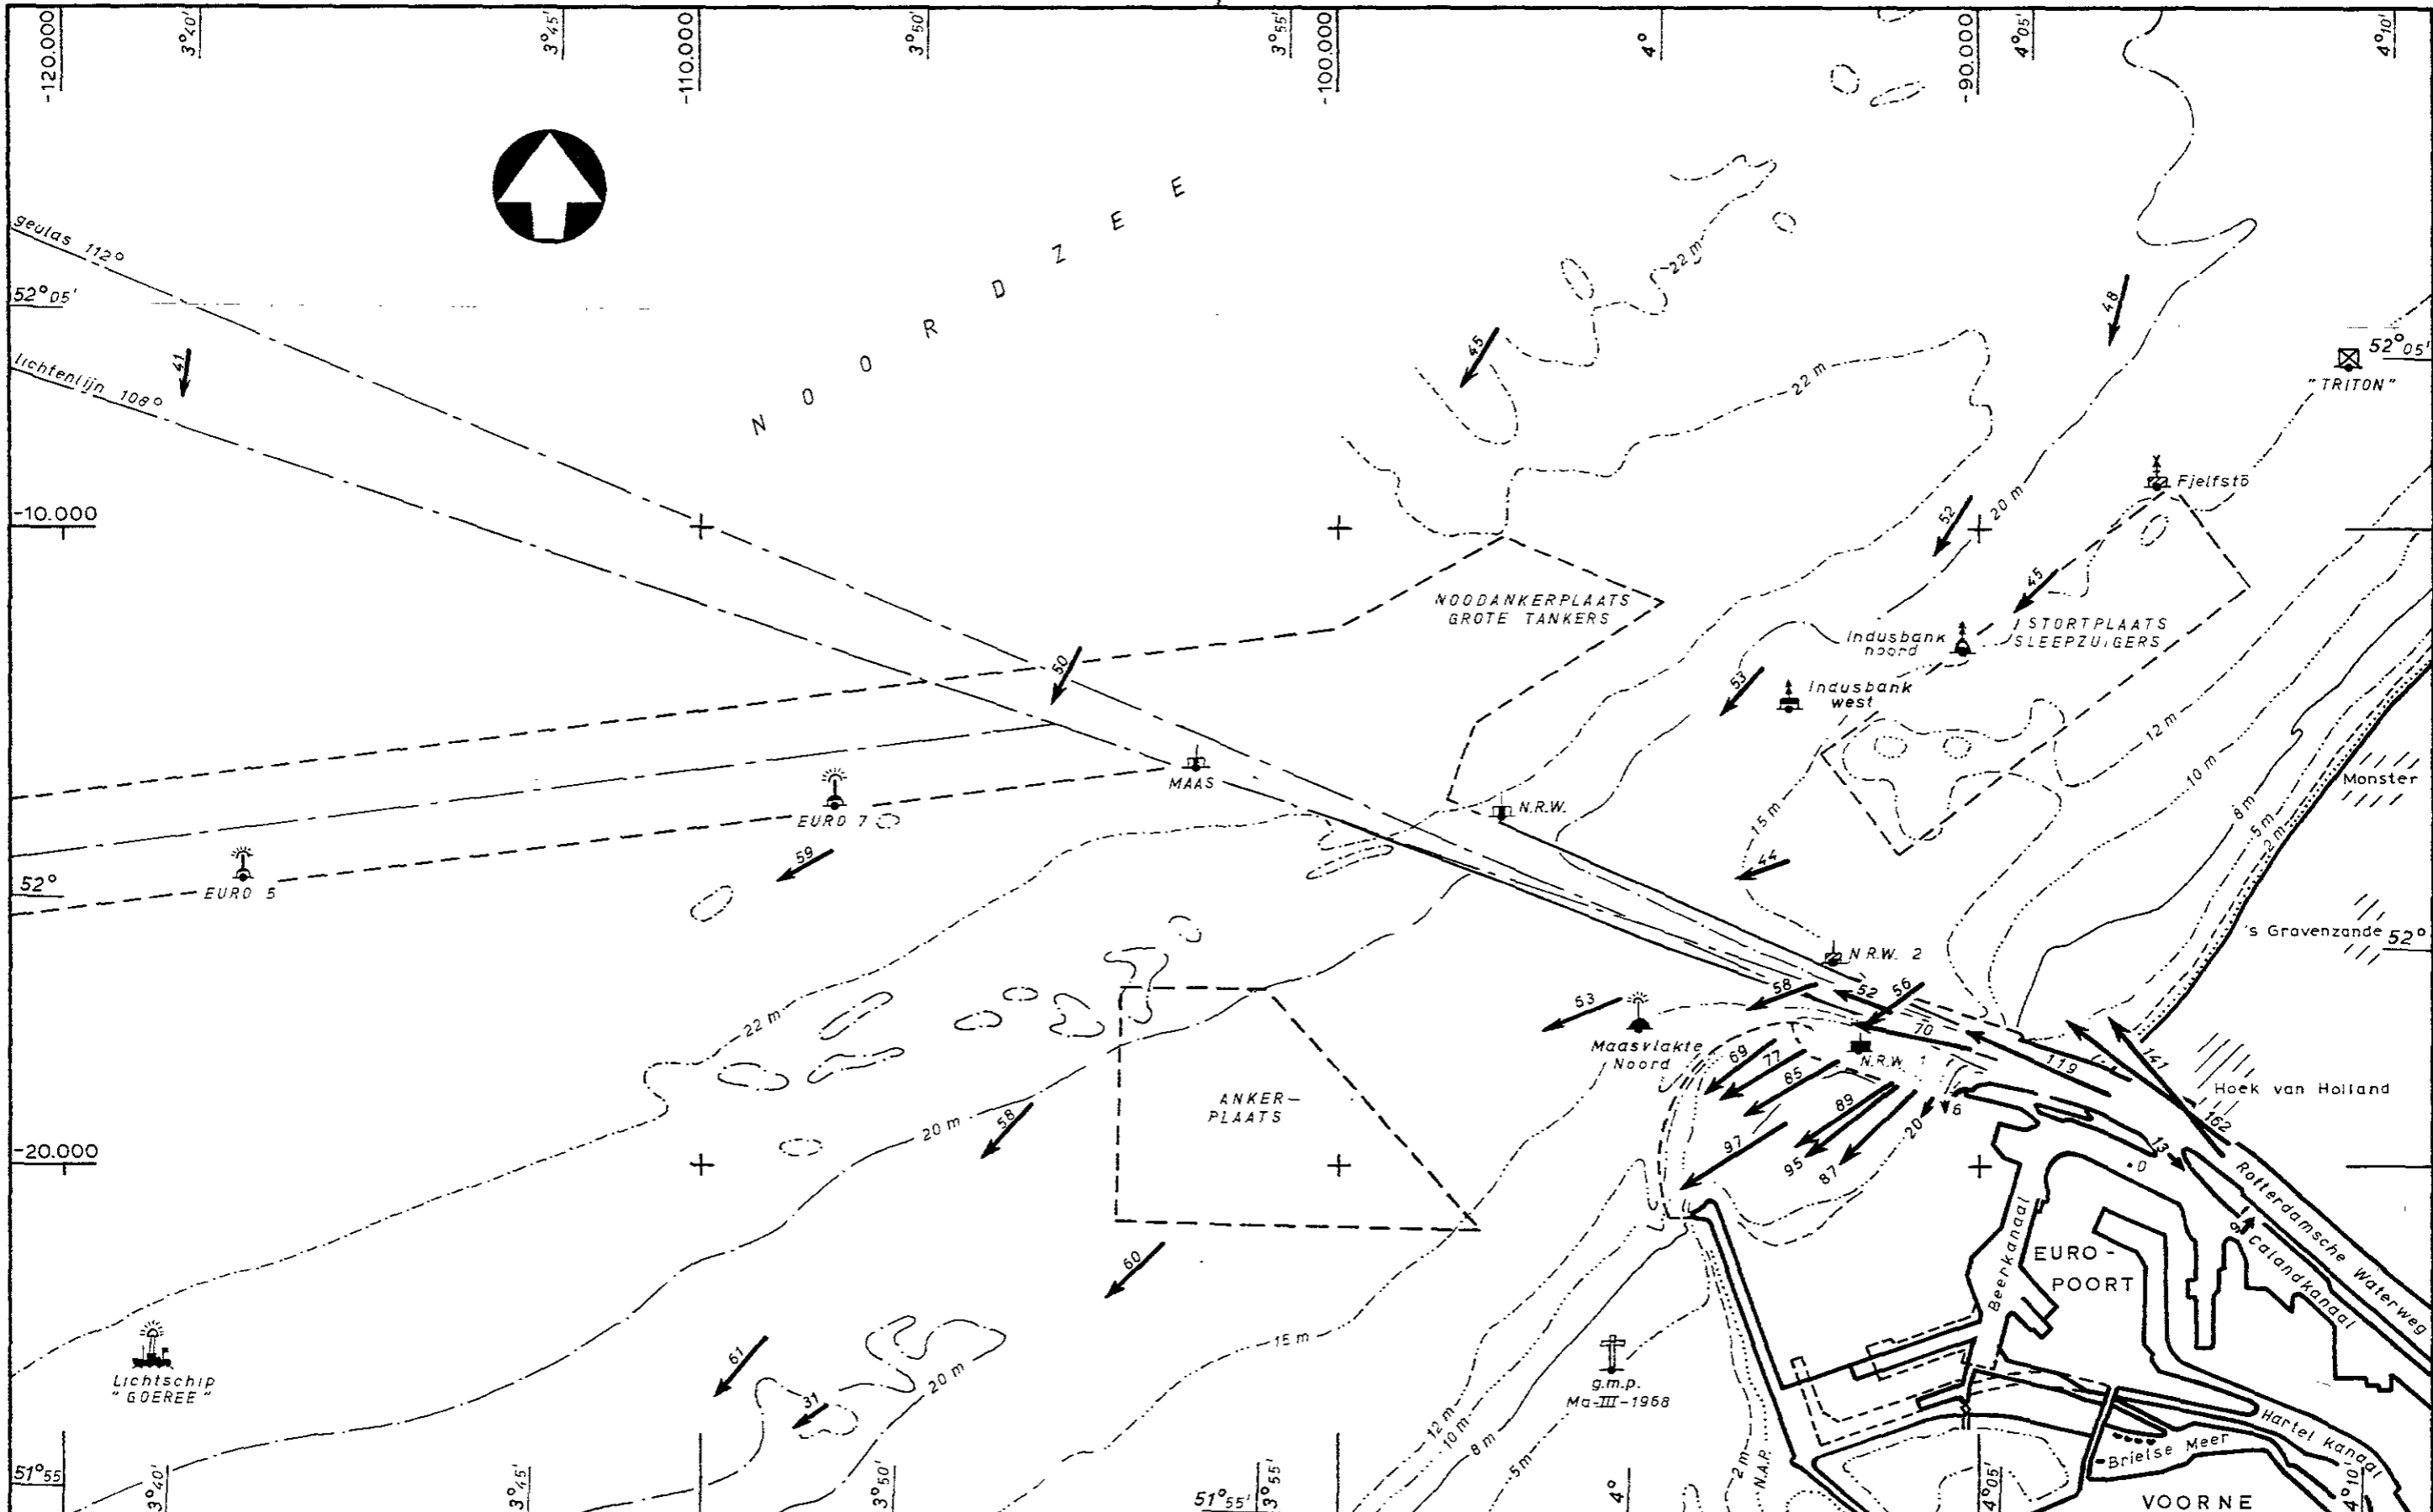 -120.000
3°40'
3°45'
-110.000
3°50'
3°55'
-100.000
4°
-90.000
4°05'
4°10'
geulas 112°
52°05'
lichtenlijn 108°
41
NOORDZEE
45
22 m
48
52°05'
"TRITON"
22 m
Fjelfstö
20 m
52
-10.000
45
NOODANKERPLAATS
GROTE TANKERS
STORTPLAATS
SLEEPZUIGERS
Indusbank
noord
50
53
Indusbank
west
12 m
10 m
Monster
MAAS
EURO 7
N.R.W.
15 m
8 m
5 m
2 m
59
44
EURO 5
52°
's Gravenzande
52°
N.R.W. 2
63
58
52
56
22 m
70
Maasvlakte
Noord
N.R.W. 1
69
77
85
119
141
Hoek van Holland
ANKER-
PLAATS
89
6
20
58
20 m
97
95
87
162
13
0
-20.000
Rotterdamsche Waterweg
9
Calandkanaal
Beerkanaal
EURO-
POORT
60
15 m
61
Lichtschip
"GOEREE"
20 m
31
g.m.p.
Ma-III-1968
12 m
10 m
8 m
5 m
2 m
N.A.P.
Hartel Kanaal
Brielse Meer
51°55
3°40'
3°45'
3°50'
51°55'
3°55'
4°
4°05'
4°10'
VOORNE